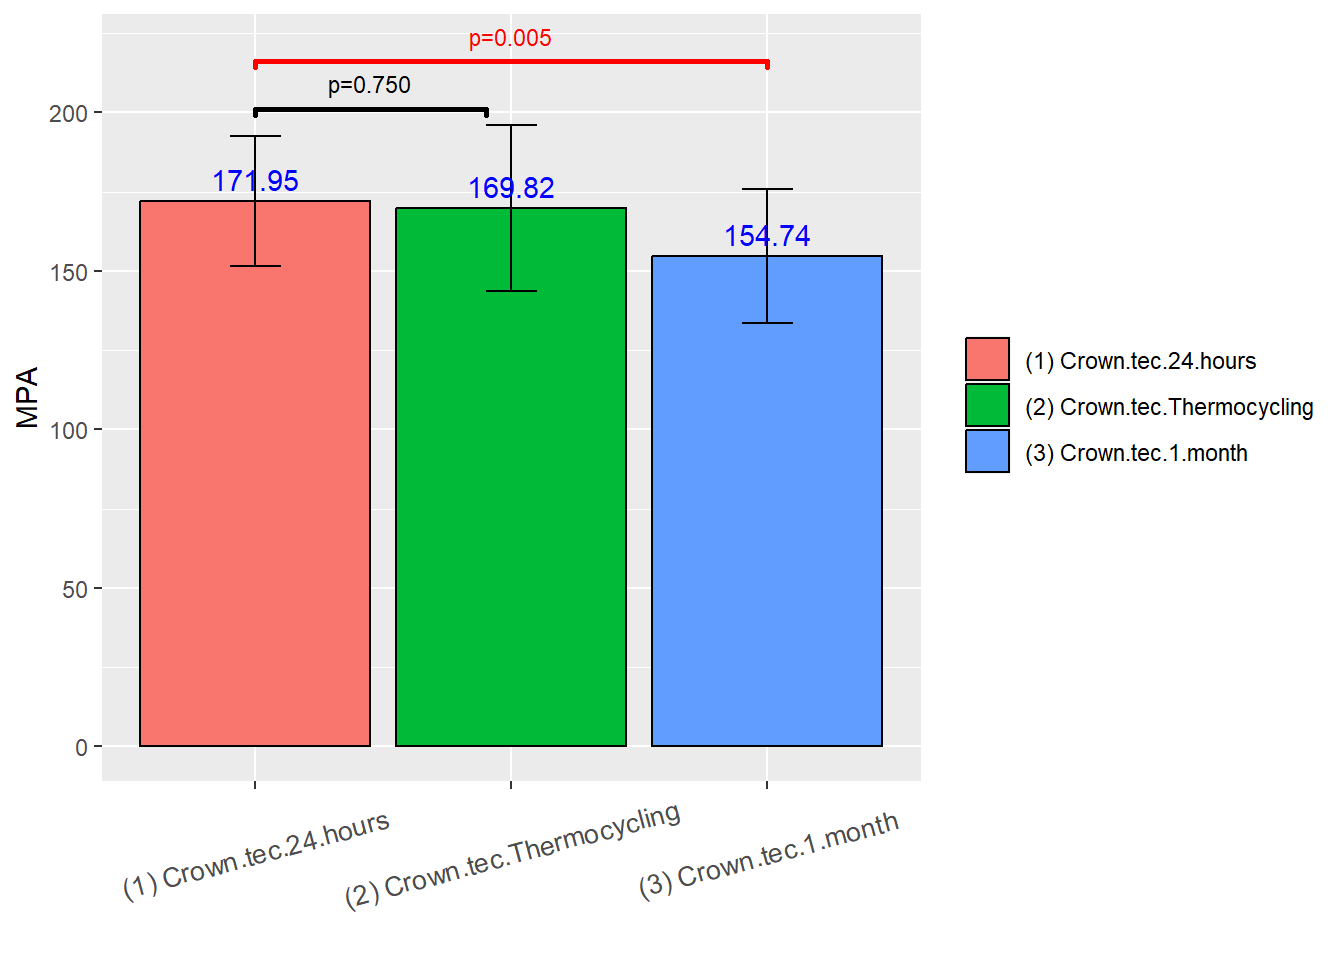 p=0.005
p=0.750
200
171.95
169.82
154.74
150
MPA
100
50
0
(1) Crown.tec.24.hours
(2) Crown.tec.Thermocycling
(3) Crown.tec.1.month
(1) Crown.tec.24.hours
(2) Crown.tec.Thermocycling
(3) Crown.tec.1.month